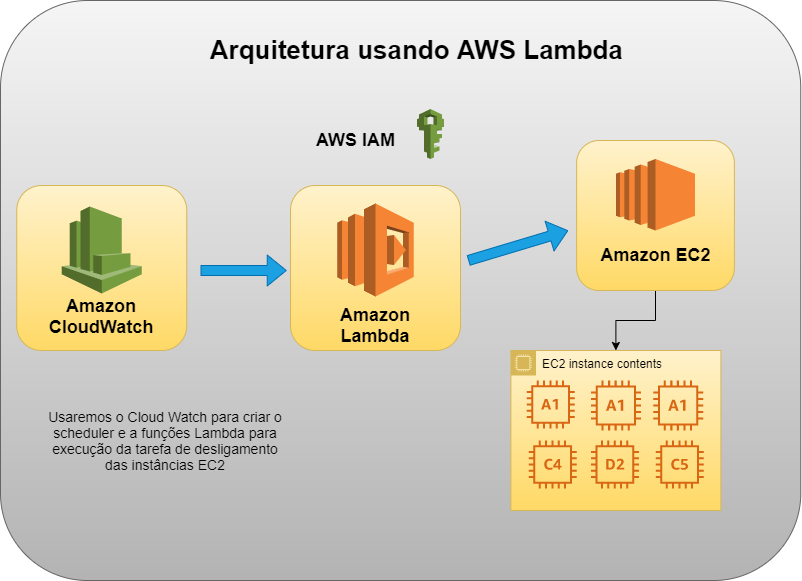 Arquitetura usando AWS Lambda
AWS IAM
Amazon
CloudWatch
Amazon
Lambda
Amazon EC2
EC2 instance contents
A1 A1 A1
C4 D2 C5
Usaremos o Cloud Watch para criar o
scheduler e a funções Lambda para
execução da tarefa de desligamento
das instâncias EC2